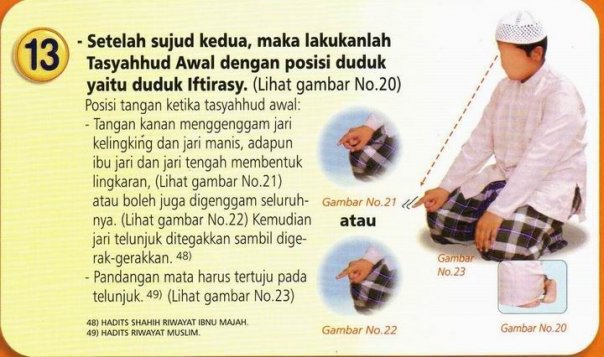 13
- Setelah sujud kedua, maka lakukanlah
Tasyahhud Awal dengan posisi duduk
yaitu duduk Iftirasy. (Lihat gambar No.20)
Posisi tangan ketika tasyahhud awal:
- Tangan kanan menggenggam jari
kelingking dan jari manis, adapun
ibu jari dan jari tengah membentuk
lingkaran, (Lihat gambar No.21)
atau boleh juga digenggam seluruh-
nya. (Lihat gambar No.22) Kemudian
jari telunjuk ditegakkan sambil dige-
rak-gerakkan. 48)
- Pandangan mata harus tertuju pada
telunjuk. 49) (Lihat gambar No.23)
48) HADITS SHAHIH RIWAYAT IBNU MAJAH.
49) HADITS RIWAYAT MUSLIM.
Gambar No.21
atau
Gambar No.22
Gambar
No.23
Gambar No.20